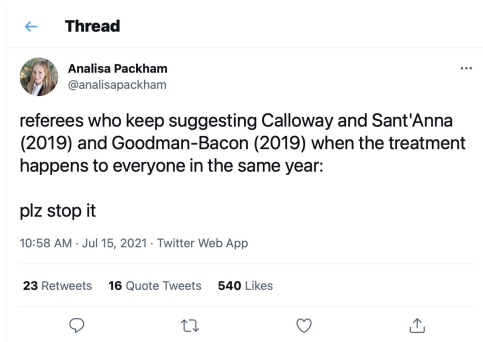 Thread
Analisa Packham
@analisapackham
referees who keep suggesting Calloway and Sant'Anna
(2019) and Goodman-Bacon (2019) when the treatment
happens to everyone in the same year:
plz stop it
10:58 AM · Jul 15, 2021 · Twitter Web App
23 Retweets 16 Quote Tweets 540 Likes